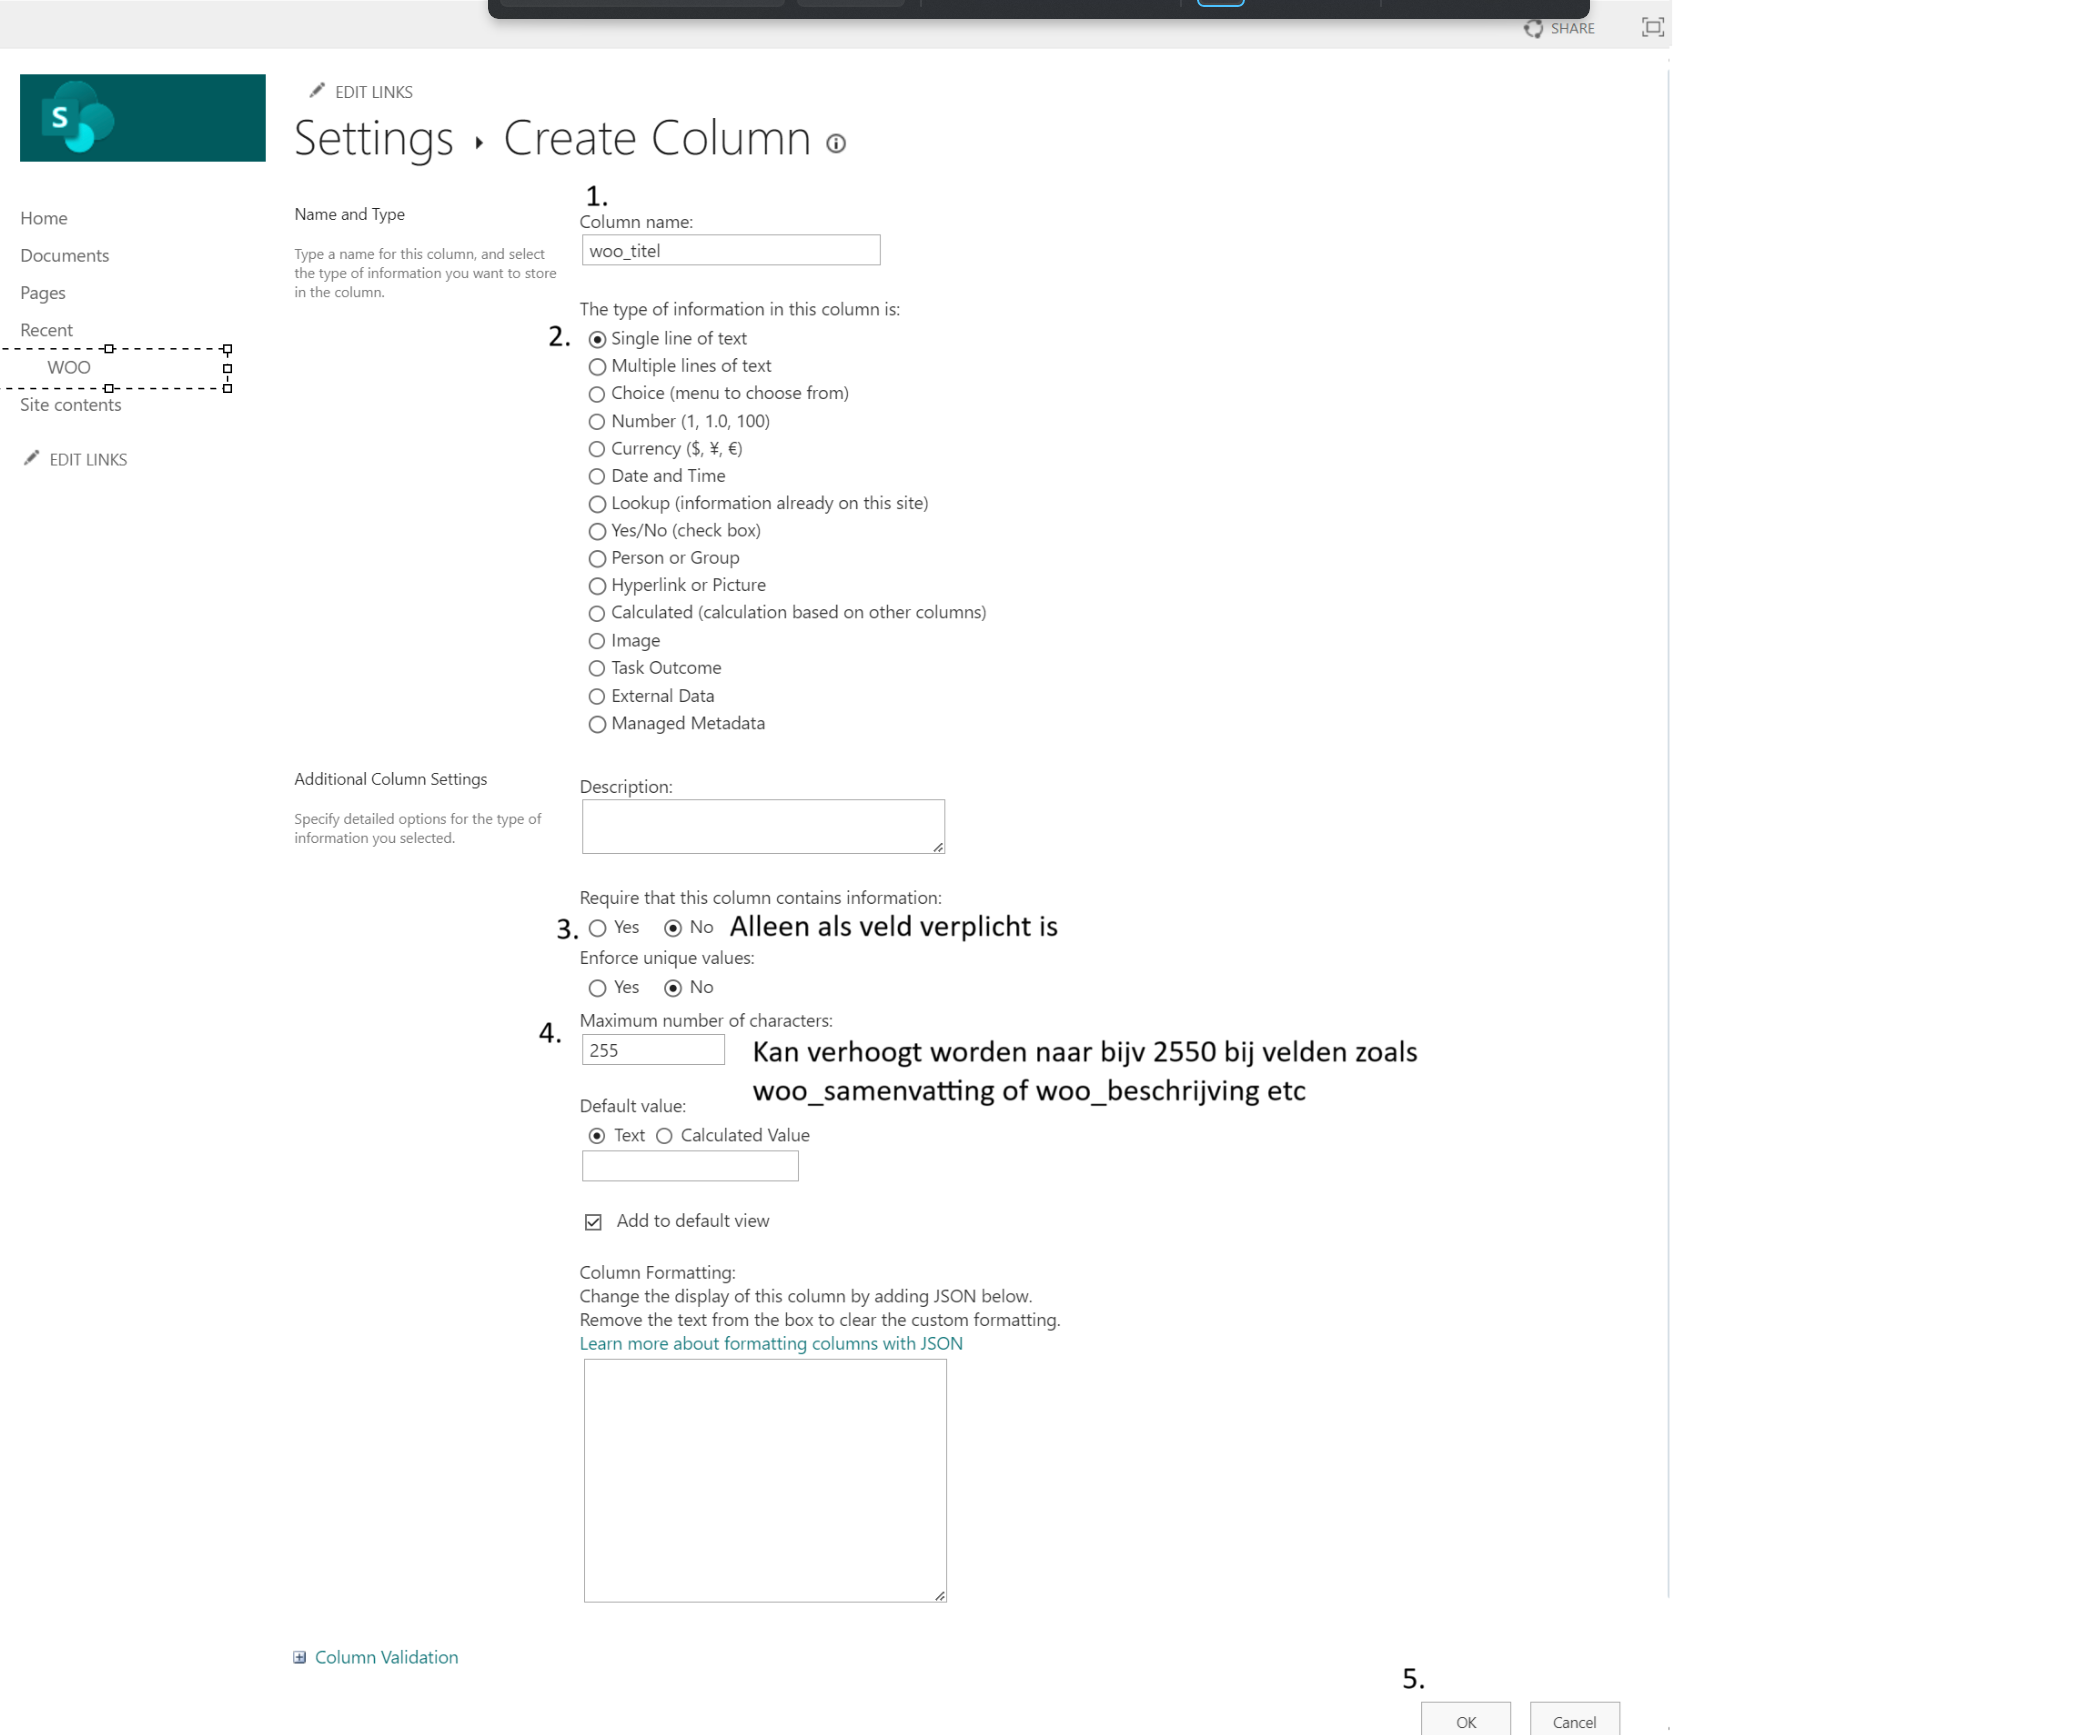 SHARE
S
EDIT LINKS
Settings ▸ Create Column
Home
Documents
Pages
Recent
WOO
Site contents
EDIT LINKS
Name and Type
Type a name for this column, and select
the type of information you want to store
in the column.
1.
Column name:
woo_titel
The type of information in this column is:
2.
Single line of text
Multiple lines of text
Choice (menu to choose from)
Number (1, 1.0, 100)
Currency ($, ¥, €)
Date and Time
Lookup (information already on this site)
Yes/No (check box)
Person or Group
Hyperlink or Picture
Calculated (calculation based on other columns)
Image
Task Outcome
External Data
Managed Metadata
Additional Column Settings
Specify detailed options for the type of
information you selected.
Description:
Require that this column contains information:
3. Yes No Alleen als veld verplicht is
Enforce unique values:
Yes No
4. Maximum number of characters:
255
Kan verhoogt worden naar bijv 2550 bij velden zoals
woo_samenvatting of woo_beschrijving etc
Default value:
Text Calculated Value
Add to default view
Column Formatting:
Change the display of this column by adding JSON below.
Remove the text from the box to clear the custom formatting.
Learn more about formatting columns with JSON
Column Validation
5.
OK Cancel